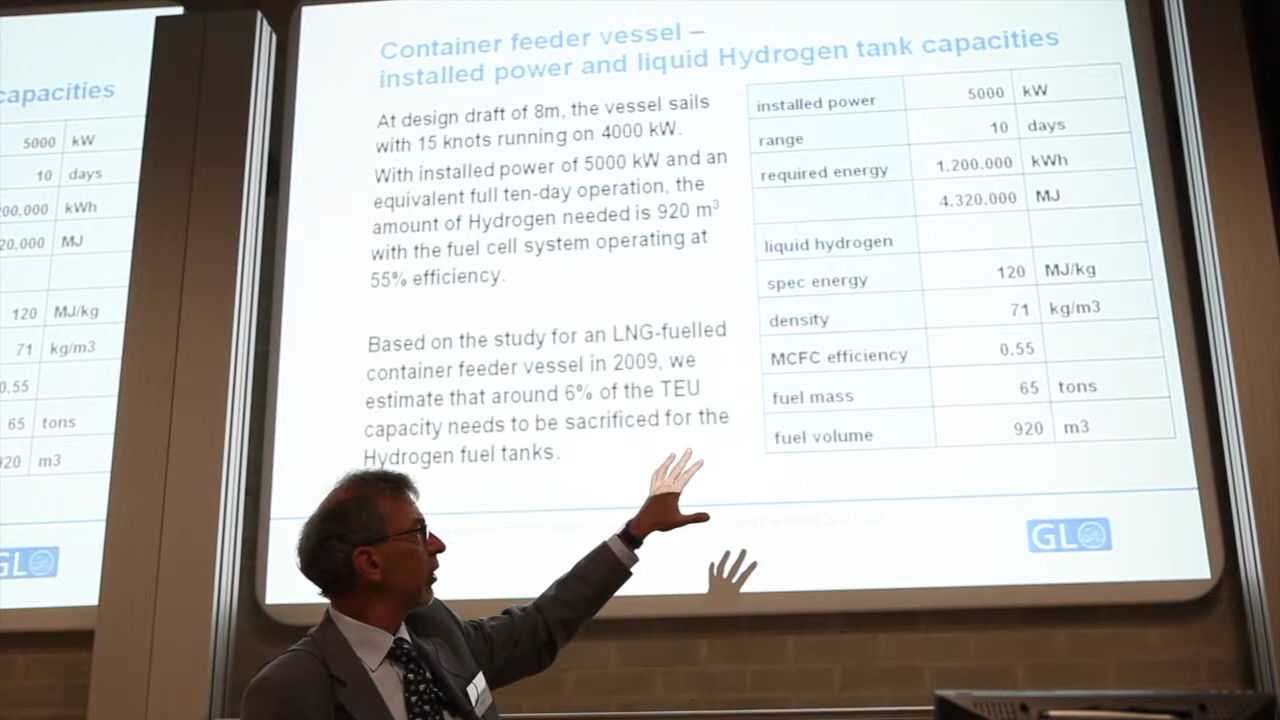 capacities
5000 kW
10 days
00.000 kWh
20.000 MJ
120 MJ/kg
71 kg/m3
0.55
65 tons
920 m3
GL
Container feeder vessel –
installed power and liquid Hydrogen tank capacities
At design draft of 8m, the vessel sails
with 15 knots running on 4000 kW.
With installed power of 5000 kW and an
equivalent full ten-day operation, the
amount of Hydrogen needed is 920 m³
with the fuel cell system operating at
55% efficiency.
Based on the study for an LNG-fuelled
container feeder vessel in 2009, we
estimate that around 6% of the TEU
capacity needs to be sacrificed for the
Hydrogen fuel tanks.
installed power 5000 kW
range 10 days
required energy 1.200.000 kWh
4.320.000 MJ
liquid hydrogen
spec energy 120 MJ/kg
density 71 kg/m3
MCFC efficiency 0.55
fuel mass 65 tons
fuel volume 920 m3
GL